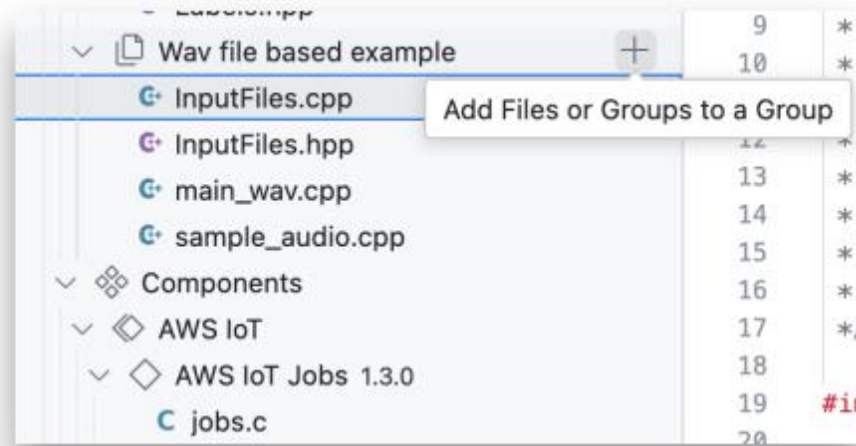 Wav file based example
InputFiles.cpp
Add Files or Groups to a Group
InputFiles.hpp
main_wav.cpp
sample_audio.cpp
Components
AWS IoT
AWS IoT Jobs 1.3.0
jobs.c
9 *
10 *
12 *
13 *
14 *
15 *
16 *
17 *
18
19